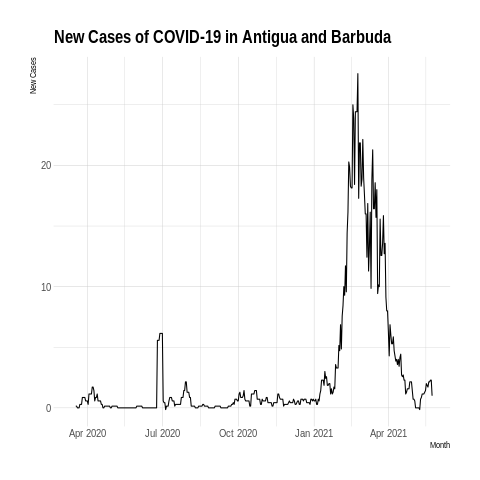 New Cases of COVID-19 in Antigua and Barbuda
New Cases
20
10
0
Apr 2020 Jul 2020 Oct 2020 Jan 2021 Apr 2021
Month